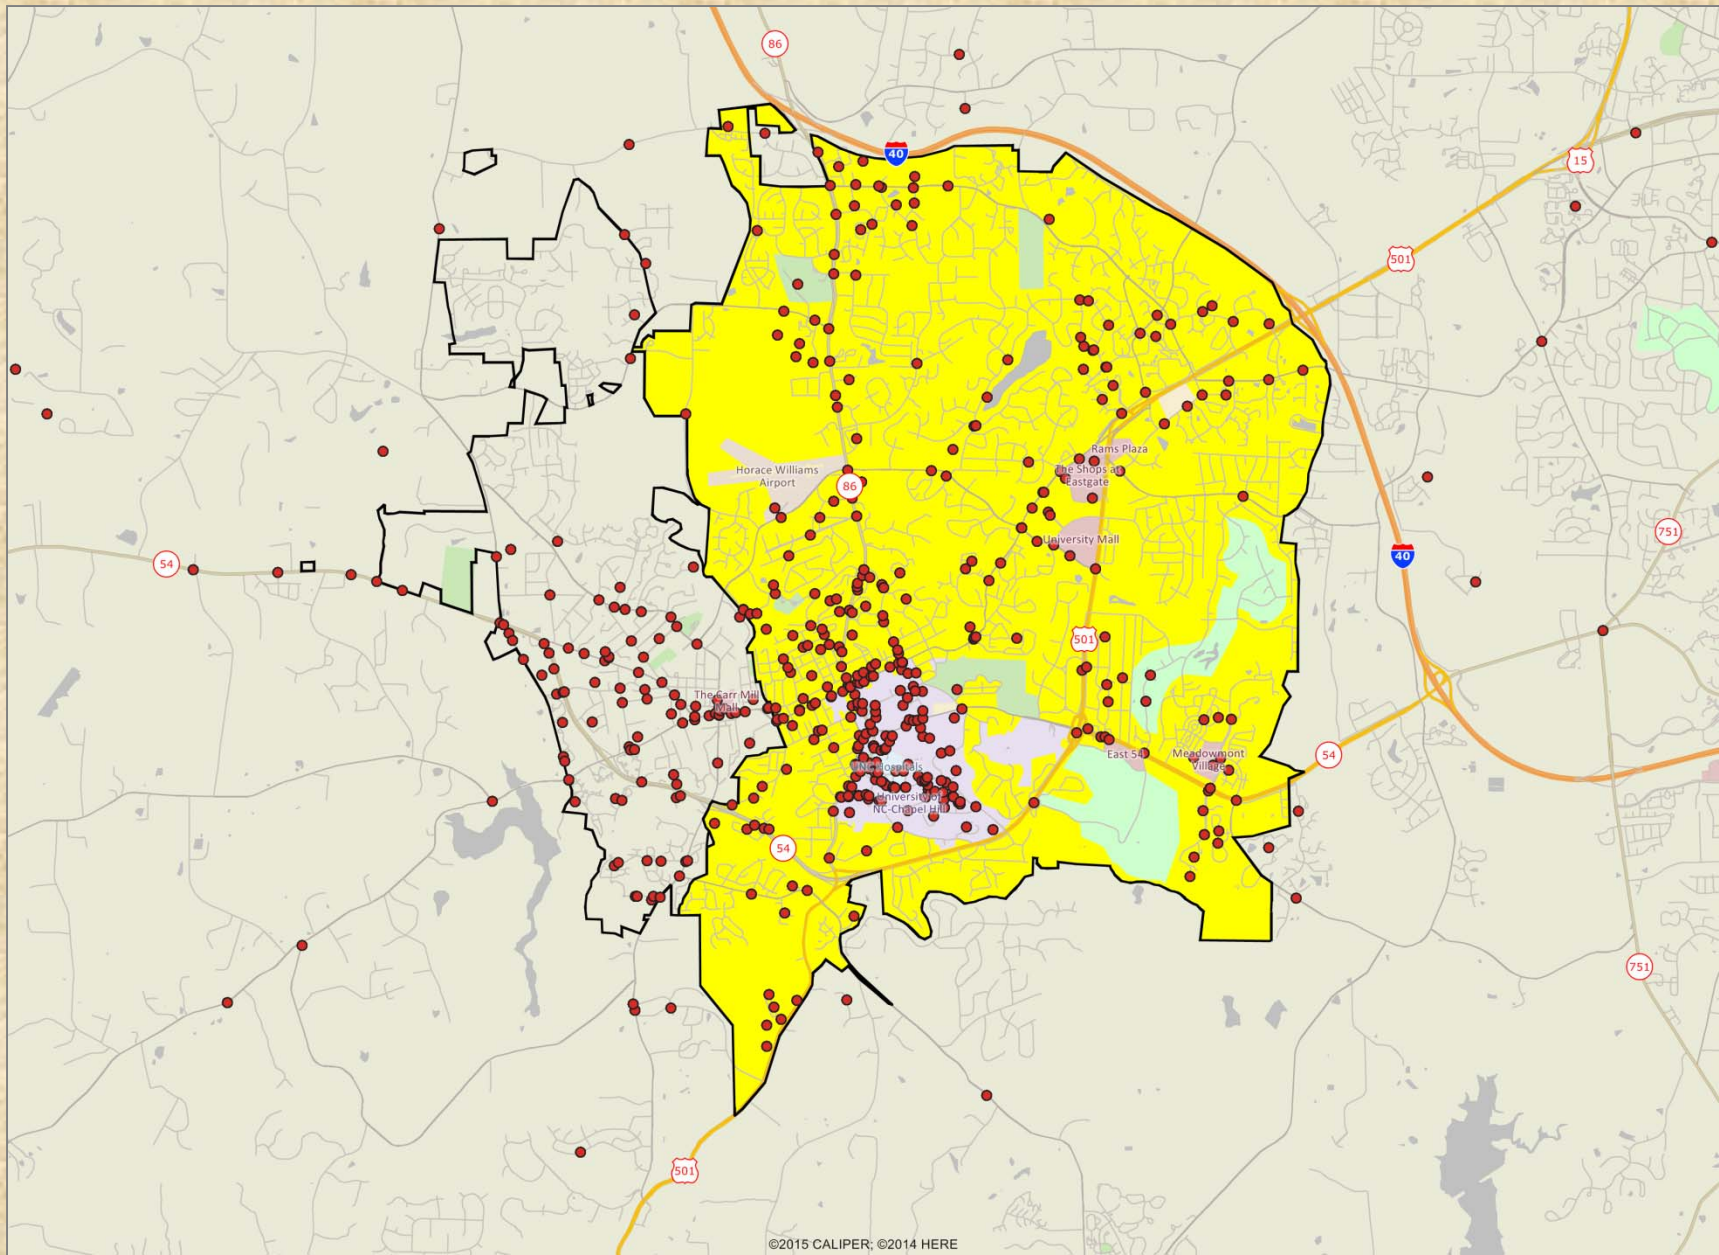 86
40
15
501
Rams Plaza
Horace Williams
Airport
The Shops at
Eastgate
86
751
University Mall
40
54
501
The Carr Mill
Mall
East 54
Meadowmont
Village
54
UNC Hospitals
University of
NC-Chapel Hill
54
751
501
©2015 CALIPER; ©2014 HERE